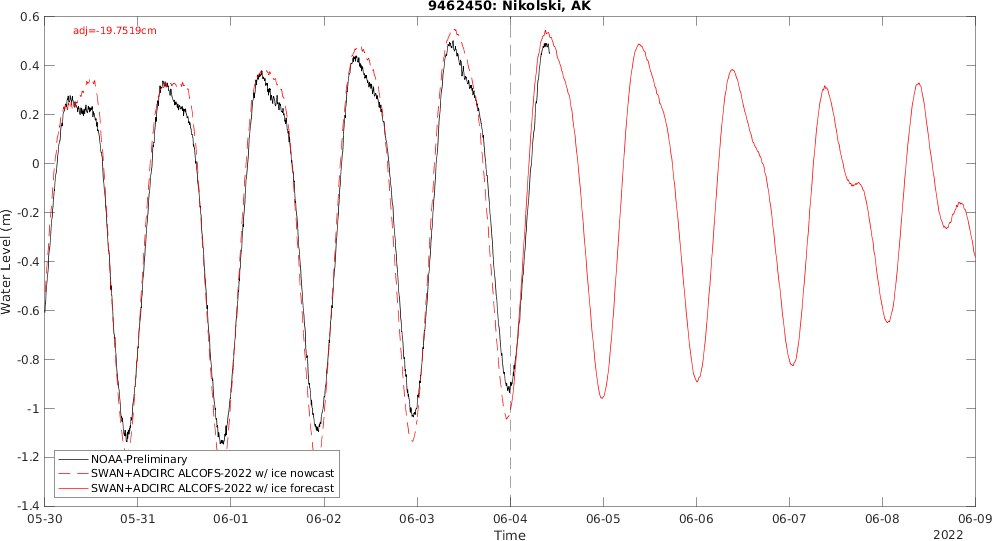 9462450: Nikolski, AK
adj=-19.7519cm
0.6
0.4
0.2
0
-0.2
-0.4
-0.6
-0.8
-1
-1.2
-1.4
Water Level (m)
NOAA-Preliminary
SWAN+ADCIRC ALCOFS-2022 w/ ice nowcast
SWAN+ADCIRC ALCOFS-2022 w/ ice forecast
05-30 05-31 06-01 06-02 06-03 06-04 06-05 06-06 06-07 06-08 06-09
Time
2022